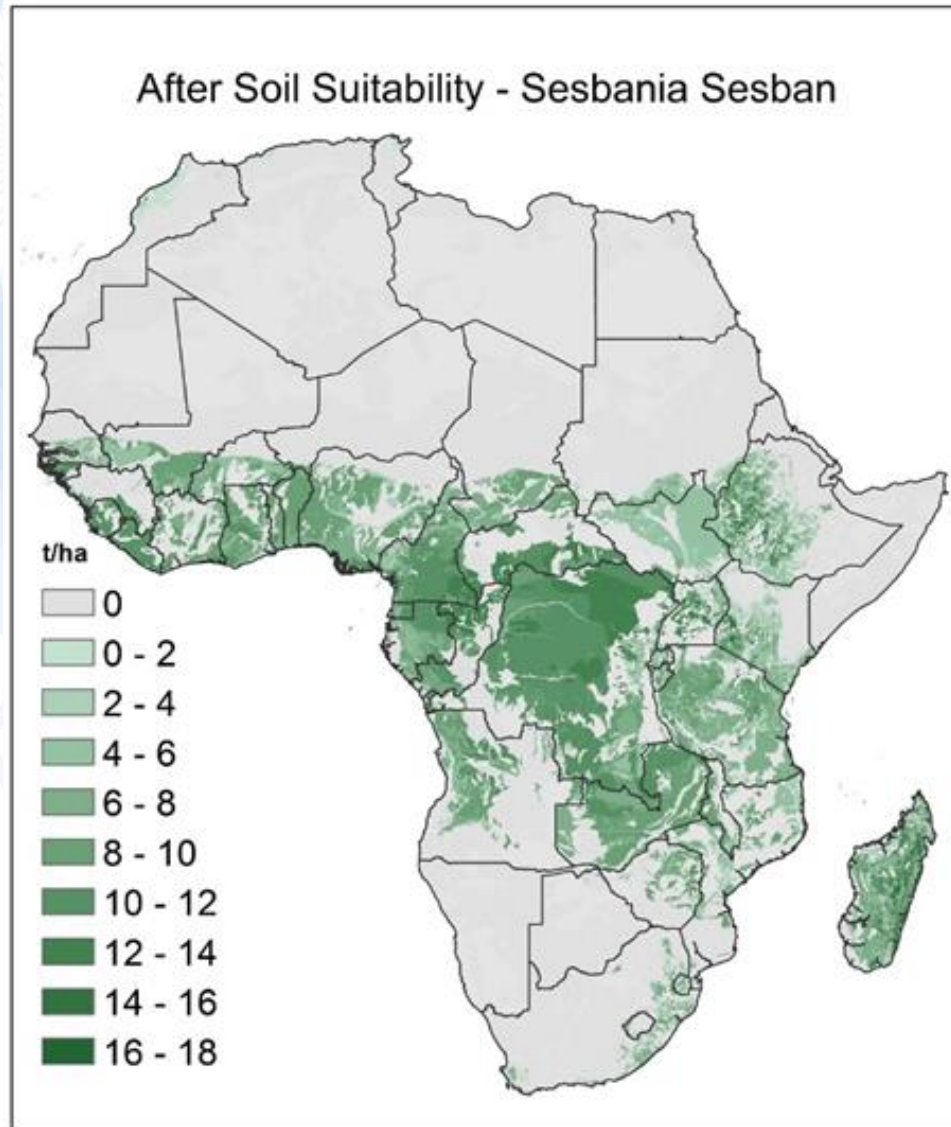 After Soil Suitability - Sesbania Sesban
t/ha
0
0 - 2
2 - 4
4 - 6
6 - 8
8 - 10
10 - 12
12 - 14
14 - 16
16 - 18